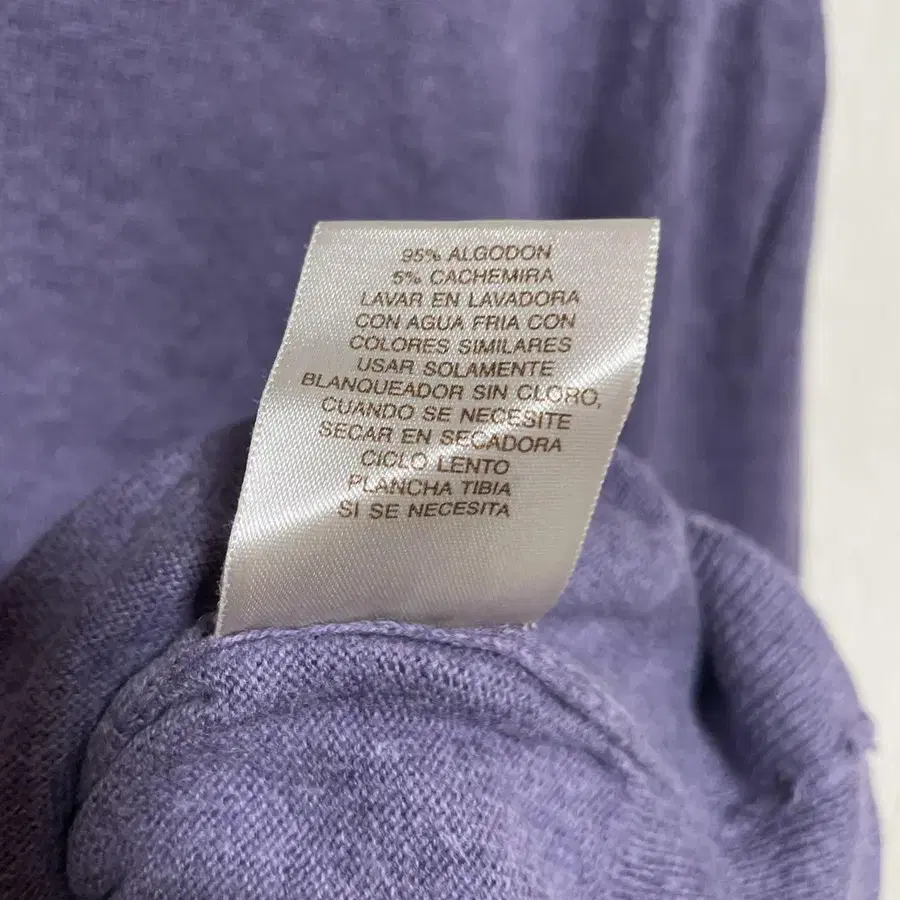 95% ALGODON
5% CACHEMIRA
LAVAR EN LAVADORA
CON AGUA FRIA CON
COLORES SIMILARES
USAR SOLAMENTE
BLANQUEADOR SIN CLORO,
CUANDO SE NECESITE
SECAR EN SECADORA
CICLO LENTO
PLANCHA TIBIA
SI SE NECESITA